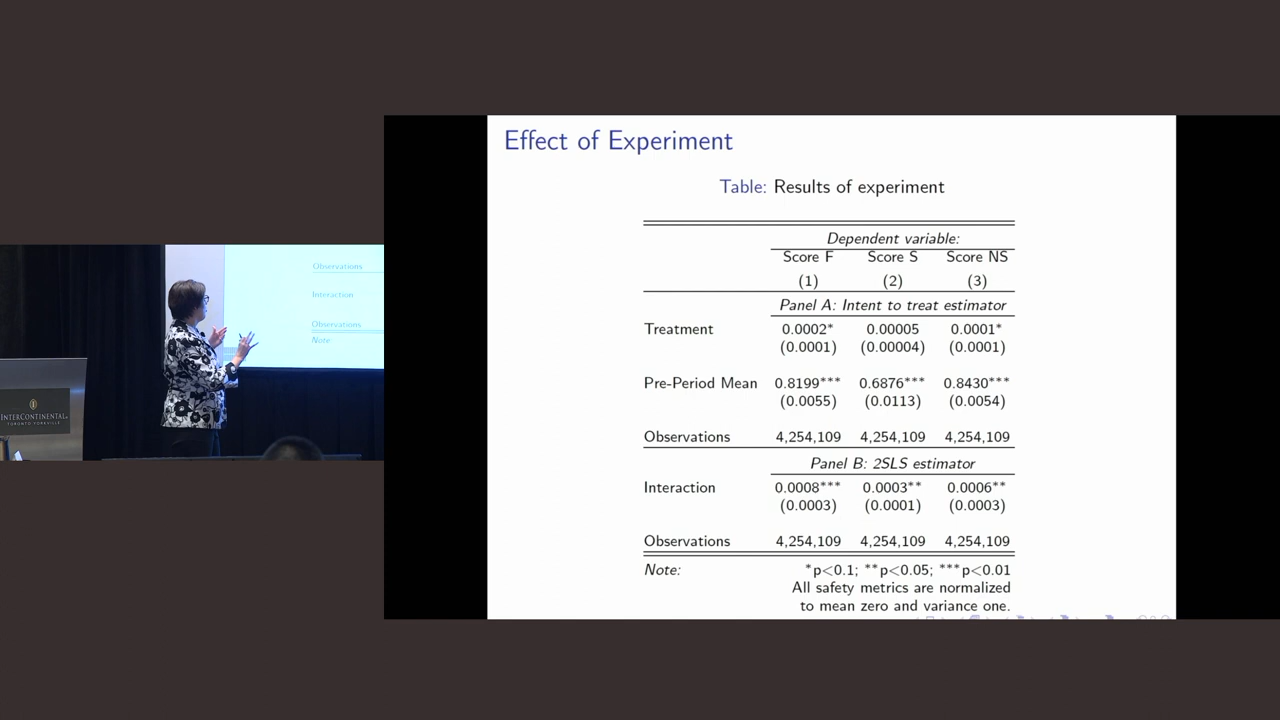 Effect of Experiment
Table: Results of experiment
Dependent variable:
Score F Score S Score NS
(1) (2) (3)
Panel A: Intent to treat estimator
Treatment 0.0002* 0.00005 0.0001*
(0.0001) (0.00004) (0.0001)
Pre-Period Mean 0.8199*** 0.6876*** 0.8430***
(0.0055) (0.0113) (0.0054)
Observations 4,254,109 4,254,109 4,254,109
Panel B: 2SLS estimator
Interaction 0.0008*** 0.0003** 0.0006**
(0.0003) (0.0001) (0.0003)
Observations 4,254,109 4,254,109 4,254,109
Note: *p<0.1; **p<0.05; ***p<0.01
All safety metrics are normalized
to mean zero and variance one.
Observations
Interaction
Observations
Note:
INTERCONTINENTAL
TORONTO YORKVILLE